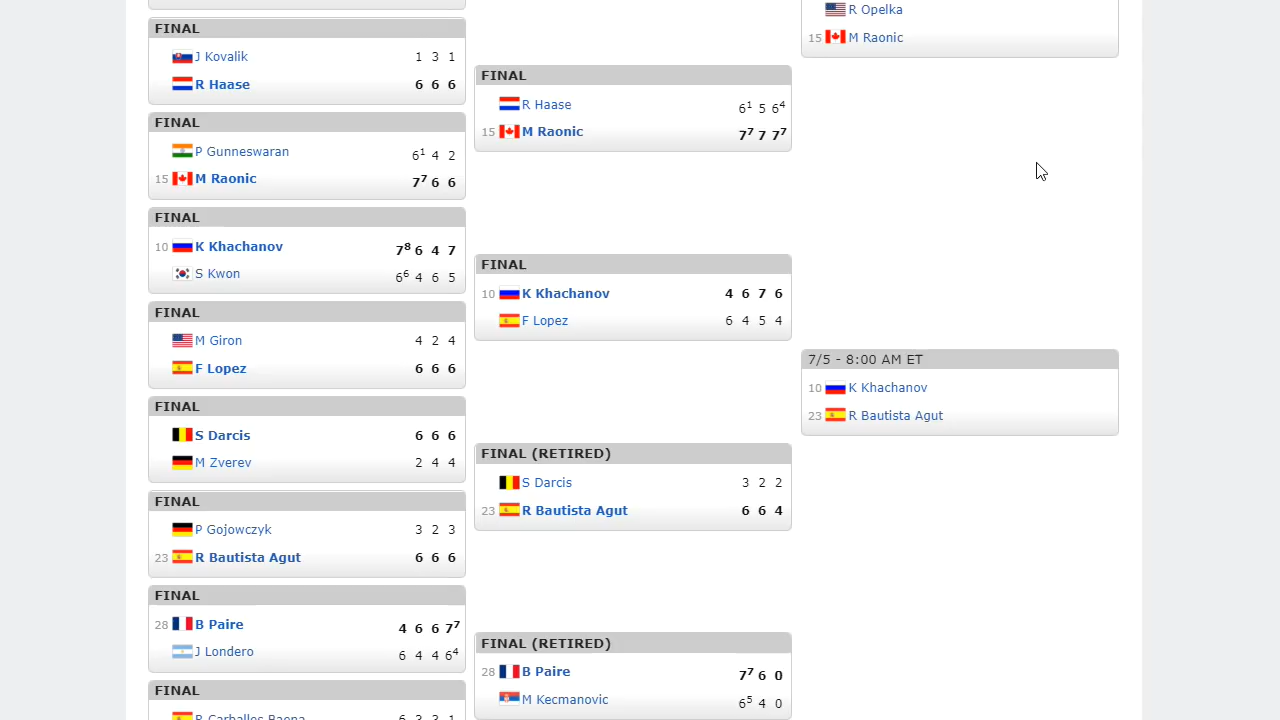 FINAL
J Kovalik 1 3 1
R Haase 6 6 6
FINAL
P Gunneswaran 6¹ 4 2
15 M Raonic 7⁷ 6 6
FINAL
10 K Khachanov 7⁸ 6 4 7
S Kwon 6⁶ 4 6 5
FINAL
M Giron 4 2 4
F Lopez 6 6 6
FINAL
S Darcis 6 6 6
M Zverev 2 4 4
FINAL
P Gojowczyk 3 2 3
23 R Bautista Agut 6 6 6
FINAL
28 B Paire 4 6 6 7⁷
J Londero 6 4 4 6⁴
FINAL
R Carballes Baena 6 3 3 1
FINAL
R Haase 6¹ 5 6⁴
15 M Raonic 7⁷ 7 7⁷
FINAL
10 K Khachanov 4 6 7 6
F Lopez 6 4 5 4
FINAL (RETIRED)
S Darcis 3 2 2
23 R Bautista Agut 6 6 4
FINAL (RETIRED)
28 B Paire 7⁷ 6 0
M Kecmanovic 6⁵ 4 0
R Opelka
15 M Raonic
7/5 - 8:00 AM ET
10 K Khachanov
23 R Bautista Agut